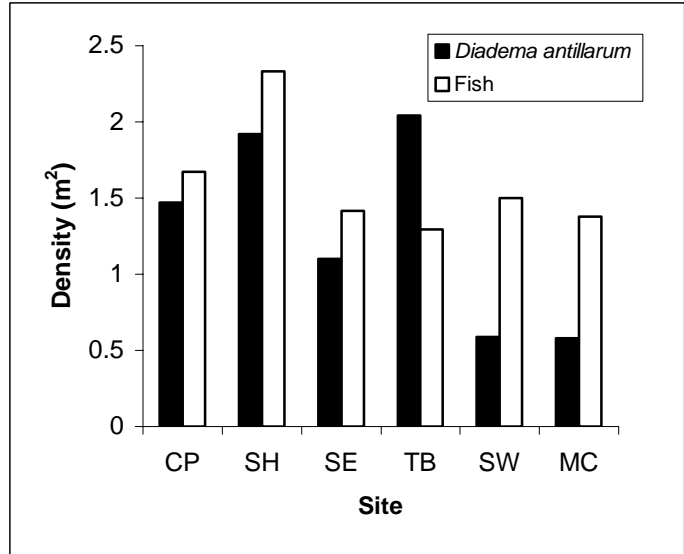 2.5
2
1.5
1
0.5
0
Density (m²)
Diadema antillarum
Fish
CP SH SE TB SW MC
Site